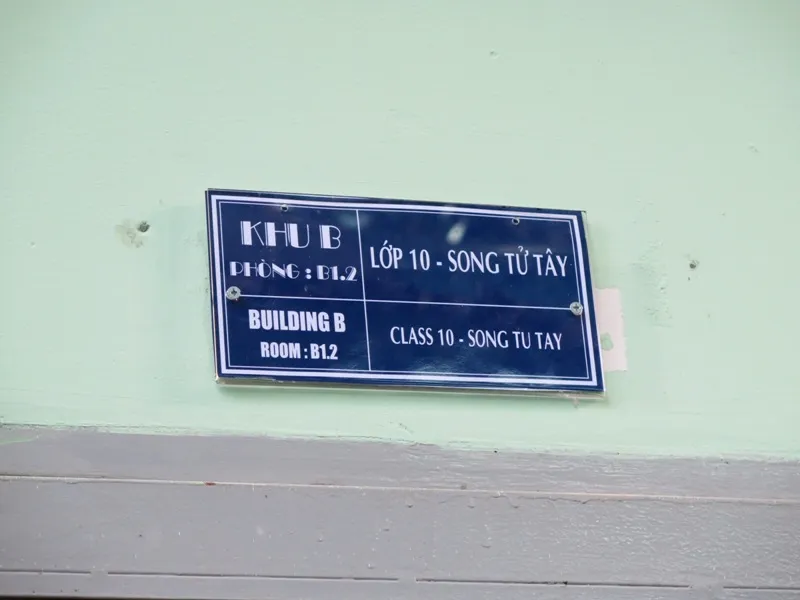 KHU B
PHÒNG : B1.2
LỚP 10 - SONG TỬ TÂY
BUILDING B
ROOM : B1.2
CLASS 10 - SONG TU TAY